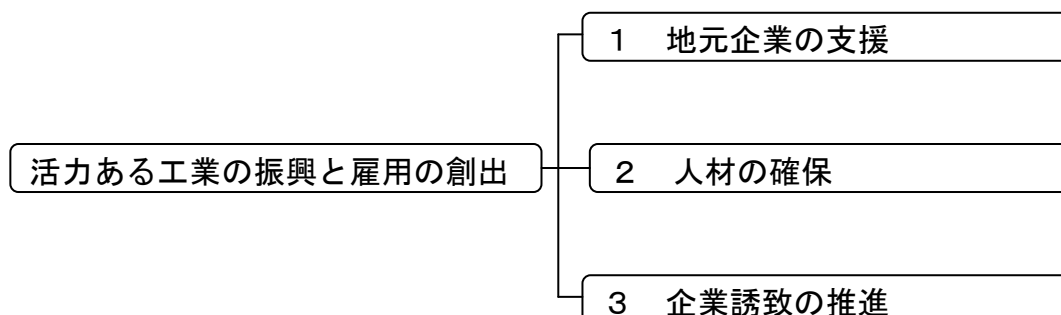 １　地元企業の支援
活力ある工業の振興と雇用の創出
２　人材の確保
３　企業誘致の推進